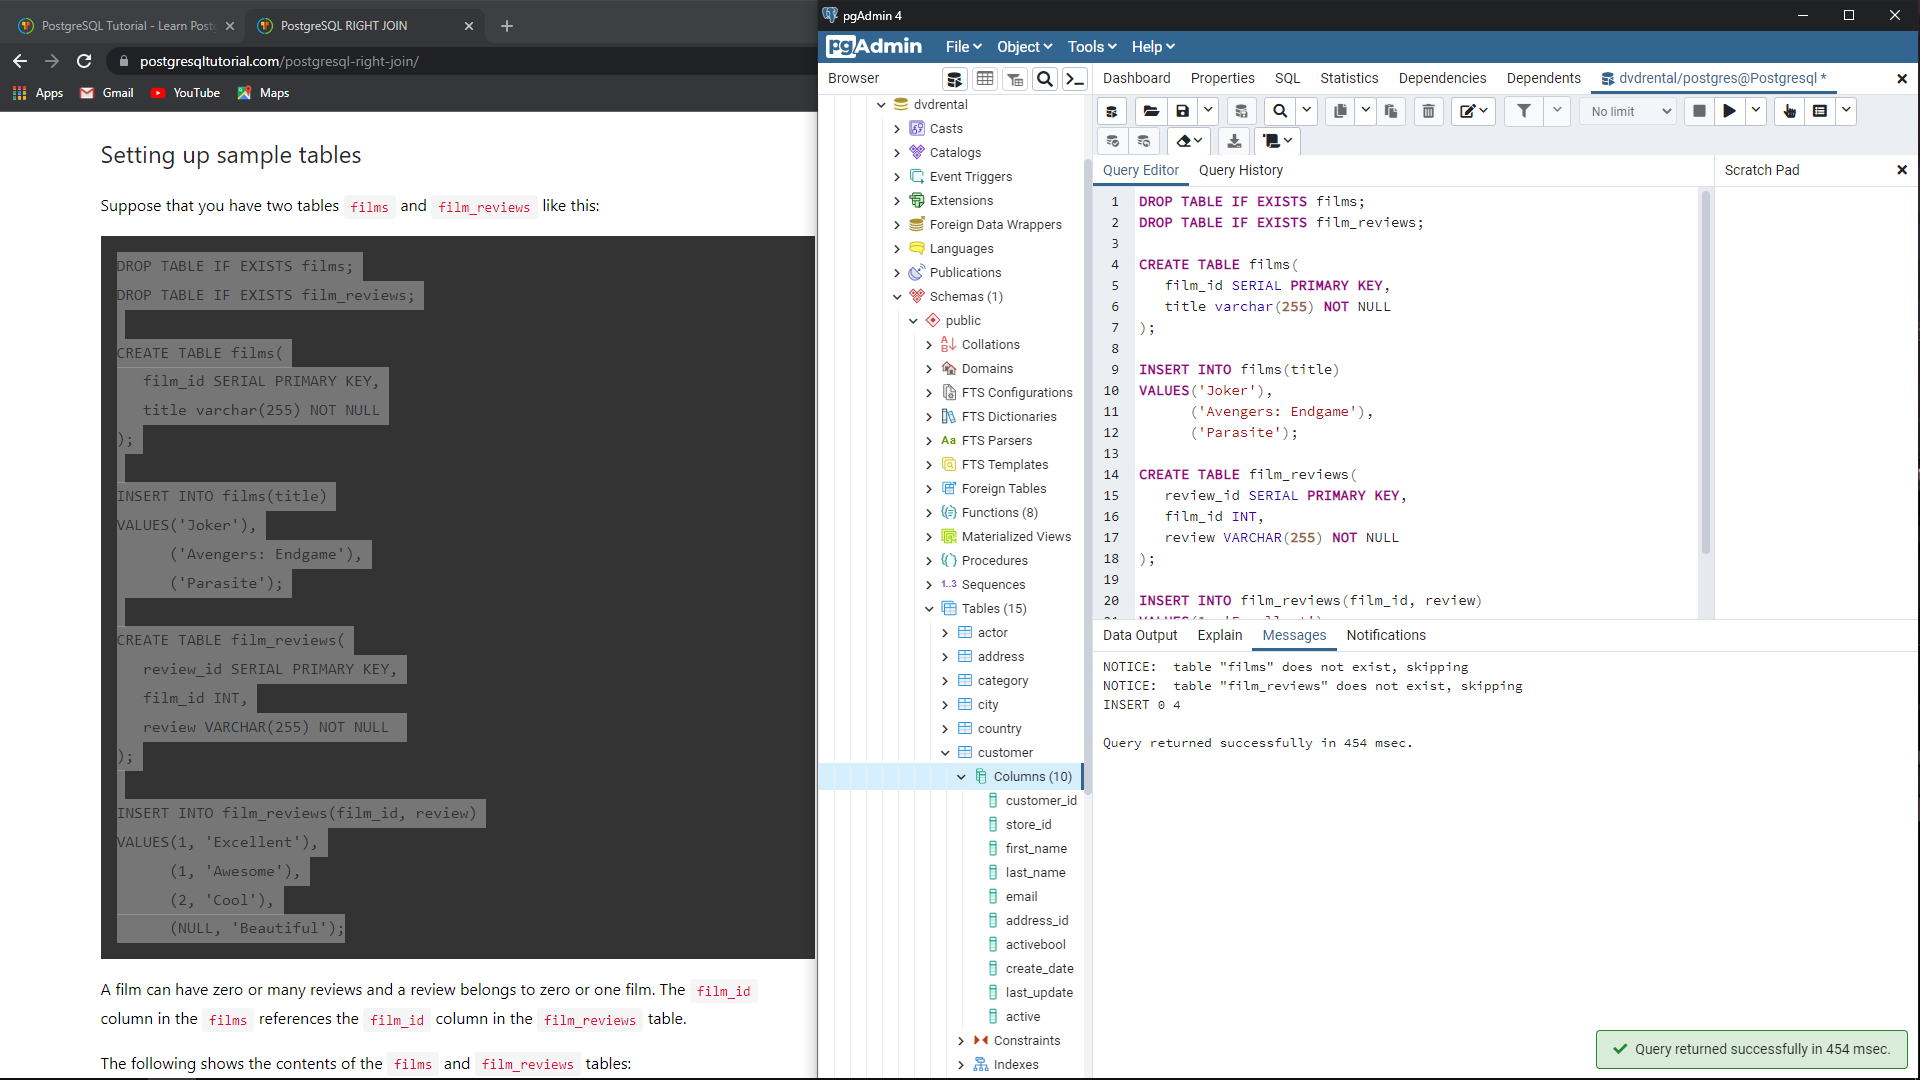 PostgreSQL Tutorial - Learn Post
PostgreSQL RIGHT JOIN
postgresqltutorial.com/postgresql-right-join/
Apps
Gmail
YouTube
Maps
Setting up sample tables
Suppose that you have two tables films and film_reviews like this:
DROP TABLE IF EXISTS films;
DROP TABLE IF EXISTS film_reviews;
CREATE TABLE films(
film_id SERIAL PRIMARY KEY,
title varchar(255) NOT NULL
);
INSERT INTO films(title)
VALUES('Joker'),
('Avengers: Endgame'),
('Parasite');
CREATE TABLE film_reviews(
review_id SERIAL PRIMARY KEY,
film_id INT,
review VARCHAR(255) NOT NULL
);
INSERT INTO film_reviews(film_id, review)
VALUES(1, 'Excellent'),
(1, 'Awesome'),
(2, 'Cool'),
(NULL, 'Beautiful');
A film can have zero or many reviews and a review belongs to zero or one film. The film_id
column in the films references the film_id column in the film_reviews table.
The following shows the contents of the films and film_reviews tables:
pgAdmin 4
pgAdmin
File
Object
Tools
Help
Browser
Dashboard
Properties
SQL
Statistics
Dependencies
Dependents
dvdrental/postgres@Postgresql *
dvdrental
Casts
Catalogs
Event Triggers
Extensions
Foreign Data Wrappers
Languages
Publications
Schemas (1)
public
Collations
Domains
FTS Configurations
FTS Dictionaries
Aa FTS Parsers
FTS Templates
Foreign Tables
Functions (8)
Materialized Views
Procedures
1..3 Sequences
Tables (15)
actor
address
category
city
country
customer
Columns (10)
customer_id
store_id
first_name
last_name
email
address_id
activebool
create_date
last_update
active
Constraints
Indexes
No limit
Query Editor
Query History
Scratch Pad
1 DROP TABLE IF EXISTS films;
2 DROP TABLE IF EXISTS film_reviews;
3
4 CREATE TABLE films(
5 film_id SERIAL PRIMARY KEY,
6 title varchar(255) NOT NULL
7 );
8
9 INSERT INTO films(title)
10 VALUES('Joker'),
11 ('Avengers: Endgame'),
12 ('Parasite');
13
14 CREATE TABLE film_reviews(
15 review_id SERIAL PRIMARY KEY,
16 film_id INT,
17 review VARCHAR(255) NOT NULL
18 );
19
20 INSERT INTO film_reviews(film_id, review)
Data Output
Explain
Messages
Notifications
NOTICE: table "films" does not exist, skipping
NOTICE: table "film_reviews" does not exist, skipping
INSERT 0 4
Query returned successfully in 454 msec.
Query returned successfully in 454 msec.